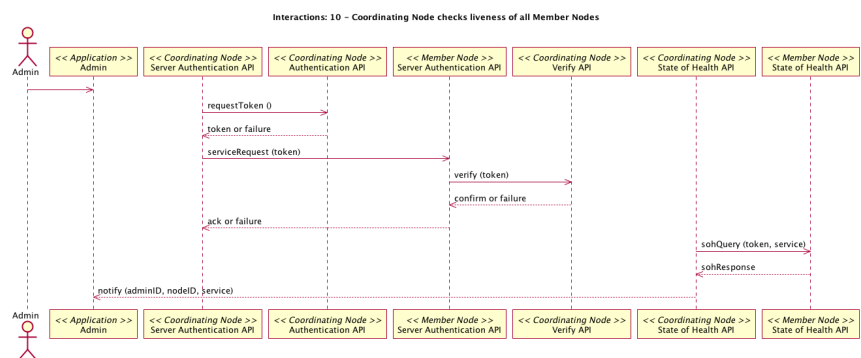 Interactions: 10 - Coordinating Node checks liveness of all Member Nodes
Admin
<< Application >>
Admin
<< Coordinating Node >>
Server Authentication API
<< Coordinating Node >>
Authentication API
<< Member Node >>
Server Authentication API
<< Coordinating Node >>
Verify API
<< Coordinating Node >>
State of Health API
<< Member Node >>
State of Health API
requestToken ()
token or failure
serviceRequest (token)
verify (token)
confirm or failure
ack or failure
sohQuery (token, service)
sohResponse
notify (adminID, nodeID, service)
Admin
<< Application >>
Admin
<< Coordinating Node >>
Server Authentication API
<< Coordinating Node >>
Authentication API
<< Member Node >>
Server Authentication API
<< Coordinating Node >>
Verify API
<< Coordinating Node >>
State of Health API
<< Member Node >>
State of Health API